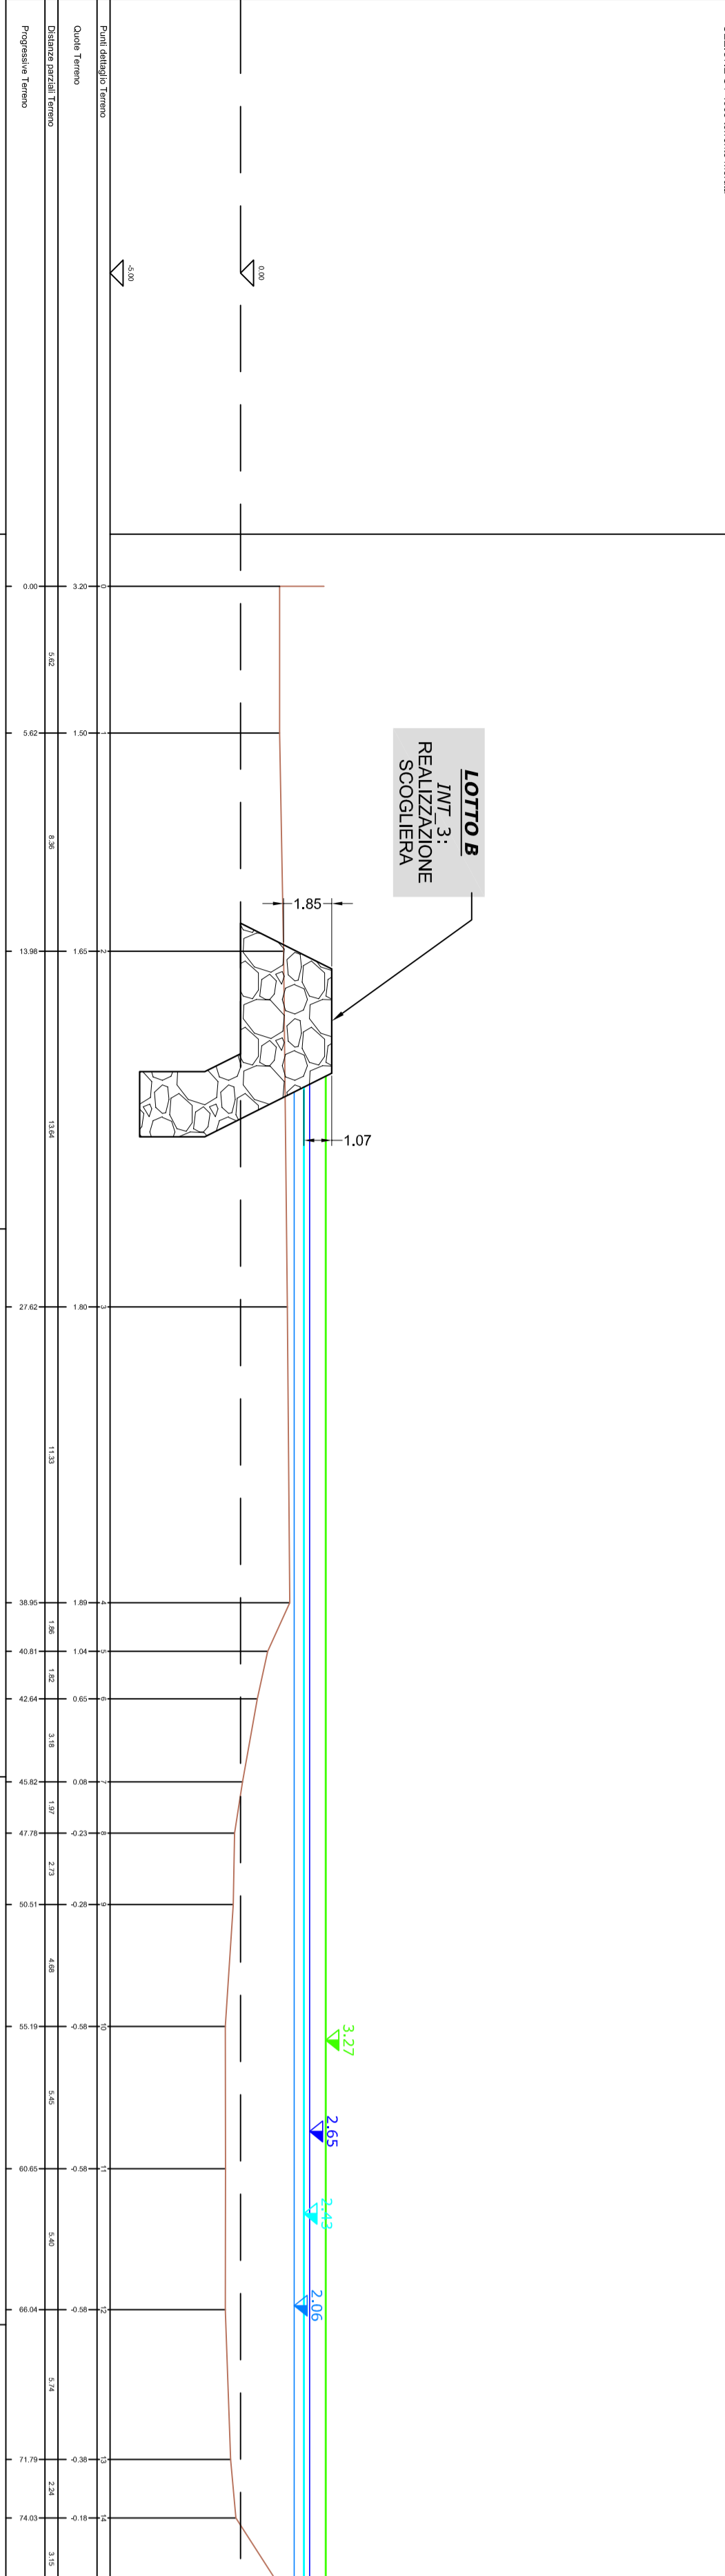 LOTTO B
INT_3:
REALIZZAZIONE
SCOGLIERA
0.00
-5.00
1.85
1.07
3.27
2.65
2.43
2.06
Punti dettaglio Terreno
0 1 2 3 4 5 6 7 8 9 10 11 12 13 14
Quote Terreno
3.20 1.50 1.65 1.80 1.89 1.04 0.65 0.08 -0.23 -0.28 -0.58 -0.58 -0.58 -0.38 -0.18
Distanze parziali Terreno
5.62 8.36 13.64 11.33 1.86 1.82 3.18 1.97 2.73 4.68 5.45 5.40 5.74 2.24 3.15
Progressive Terreno
0.00 5.62 13.98 27.62 38.95 40.81 42.64 45.82 47.78 50.51 55.19 60.65 66.04 71.79 74.03